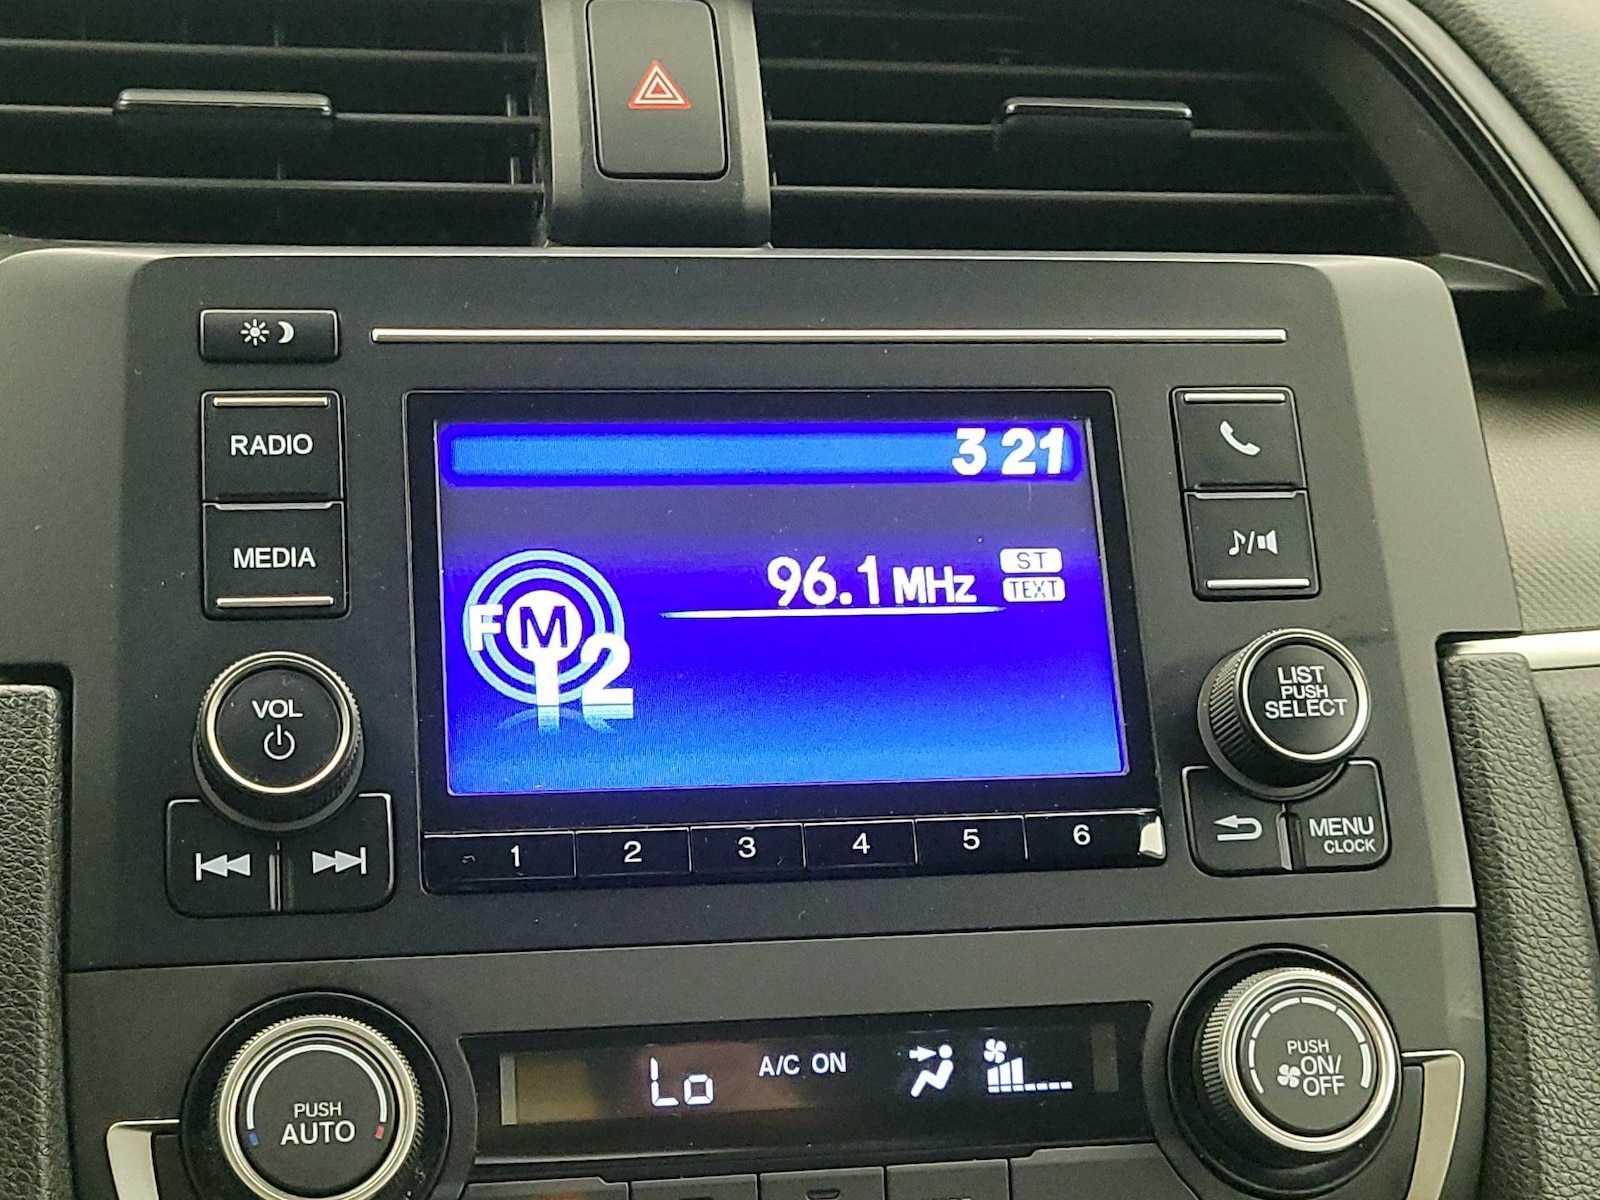 RADIO
MEDIA
VOL
3 21
96.1 MHz
ST
TEXT
FM
2
LIST
PUSH
SELECT
MENU
CLOCK
1 2 3 4 5 6
PUSH
AUTO
Lo
A/C ON
PUSH
ON/
OFF